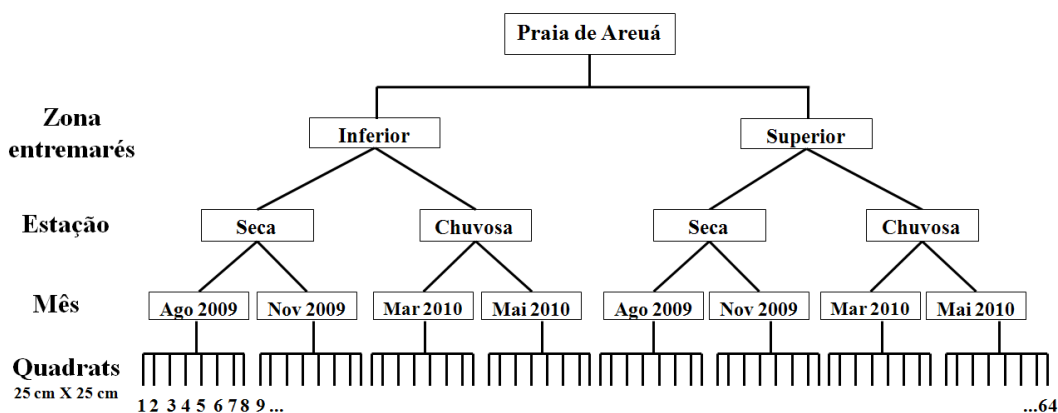 Praia de Areuá
Zona
entremarés
Inferior
Superior
Estação
Seca
Chuvosa
Seca
Chuvosa
Mês
Ago 2009
Nov 2009
Mar 2010
Mai 2010
Ago 2009
Nov 2009
Mar 2010
Mai 2010
Quadrats
25 cm X 25 cm
1 2 3 4 5 6 7 8 9 ...
...64